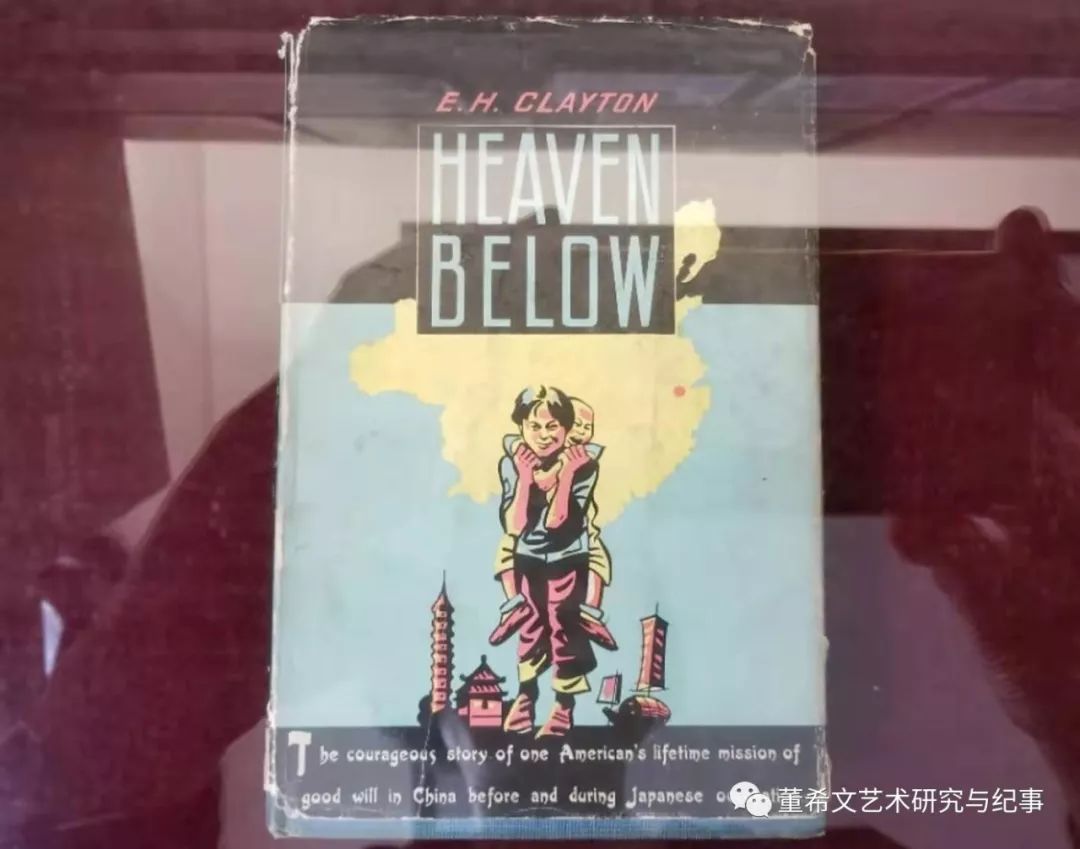 E.H. CLAYTON
HEAVEN
BELOW
The courageous story of one American's lifetime mission of
good will in China before and during Japanese
董希文艺术研究与纪事